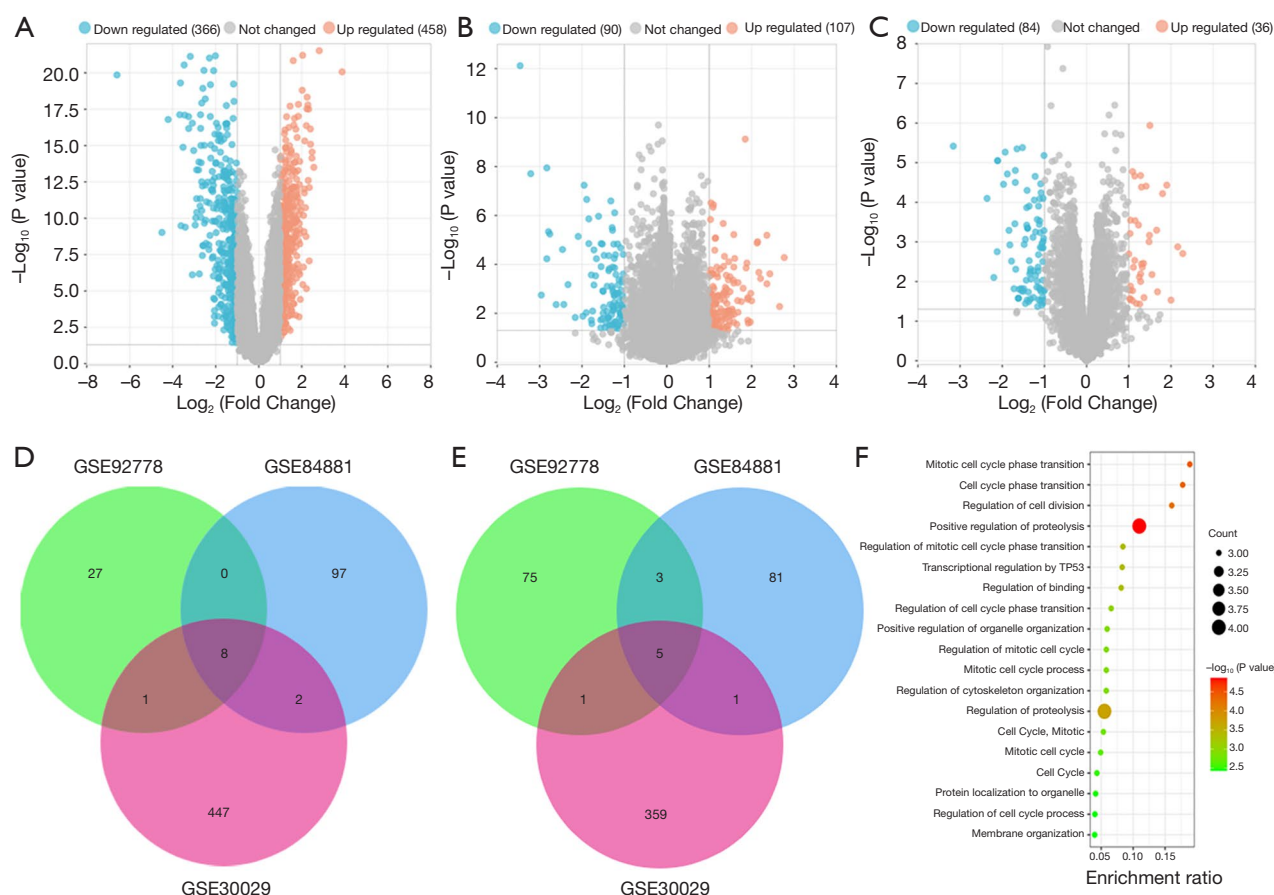 A
Down regulated (366) Not changed Up regulated (458)
20.0
17.5
15.0
12.5
10.0
7.5
5.0
2.5
0.0
–Log10 (P value)
–8 –6 –4 –2 0 2 4 6 8
Log2 (Fold Change)
B
Down regulated (90) Not changed Up regulated (107)
12
10
8
6
4
2
0
–Log10 (P value)
–4 –3 –2 –1 0 1 2 3 4
Log2 (Fold Change)
C
Down regulated (84) Not changed Up regulated (36)
8
7
6
5
4
3
2
1
0
–Log10 (P value)
–4 –3 –2 –1 0 1 2 3 4
Log2 (Fold Change)
D
GSE92778 GSE84881
27 0 97
8
1 2
447
GSE30029
E
GSE92778 GSE84881
75 3 81
5
1 1
359
GSE30029
F
Mitotic cell cycle phase transition
Cell cycle phase transition
Regulation of cell division
Positive regulation of proteolysis
Regulation of mitotic cell cycle phase transition
Transcriptional regulation by TP53
Regulation of binding
Regulation of cell cycle phase transition
Positive regulation of organelle organization
Regulation of mitotic cell cycle
Mitotic cell cycle process
Regulation of cytoskeleton organization
Regulation of proteolysis
Cell Cycle, Mitotic
Mitotic cell cycle
Cell Cycle
Protein localization to organelle
Regulation of cell cycle process
Membrane organization
0.05 0.10 0.15
Enrichment ratio
Count
3.00
3.25
3.50
3.75
4.00
–log10 (P value
4.5
4.0
3.5
3.0
2.5